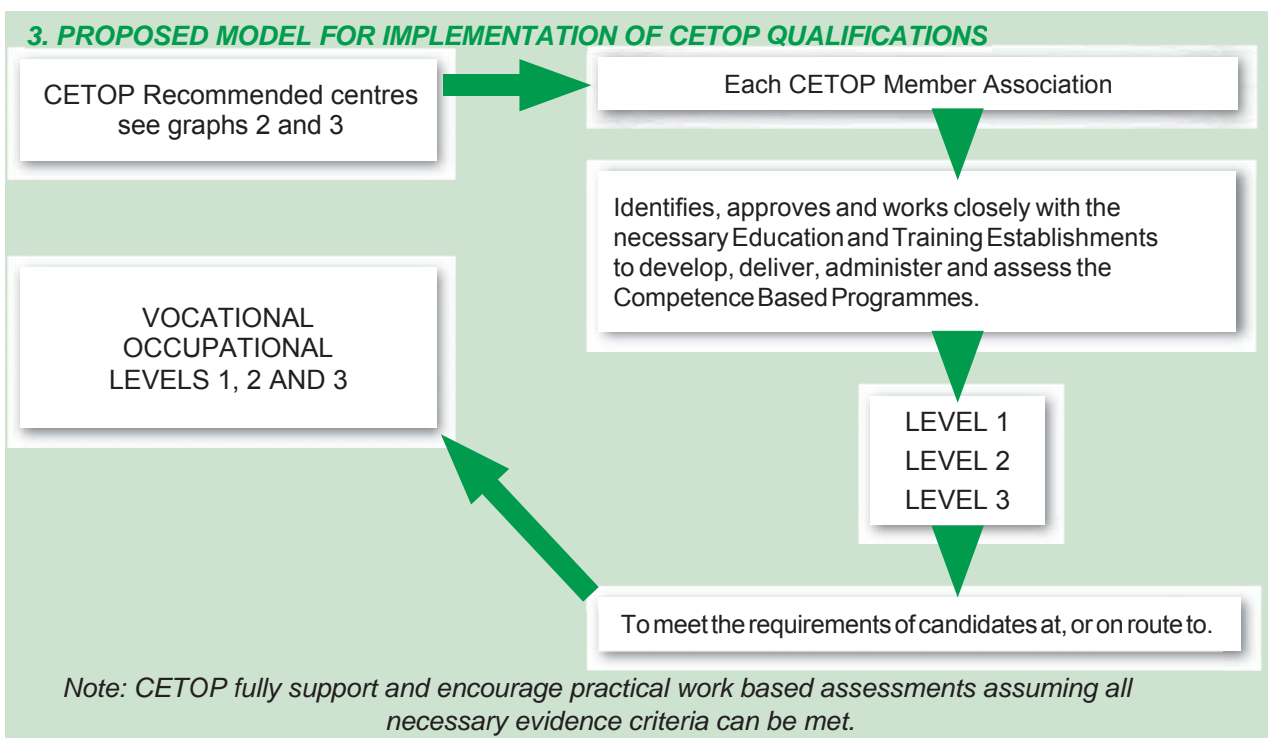 3. PROPOSED MODEL FOR IMPLEMENTATION OF CETOP QUALIFICATIONS
CETOP Recommended centres
see graphs 2 and 3
Each CETOP Member Association
Identifies, approves and works closely with the
necessary Education and Training Establishments
to develop, deliver, administer and assess the
Competence Based Programmes.
LEVEL 1
LEVEL 2
LEVEL 3
To meet the requirements of candidates at, or on route to.
VOCATIONAL
OCCUPATIONAL
LEVELS 1, 2 AND 3
Note: CETOP fully support and encourage practical work based assessments assuming all
necessary evidence criteria can be met.